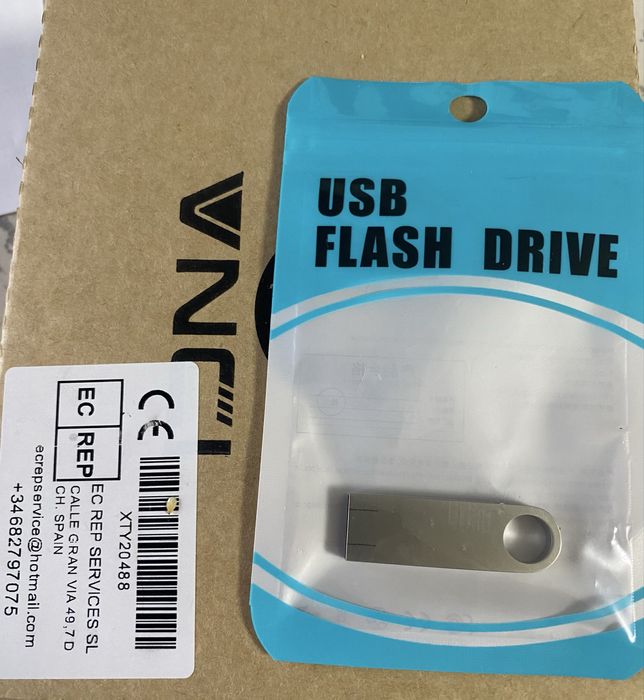 USB
FLASH DRIVE
CE
EC REP
XTY20488
EC REP SERVICES SL
CALLE GRAN VIA 49,7D
CH. SPAIN
ecrepservice@hotmail.com
+34682797075